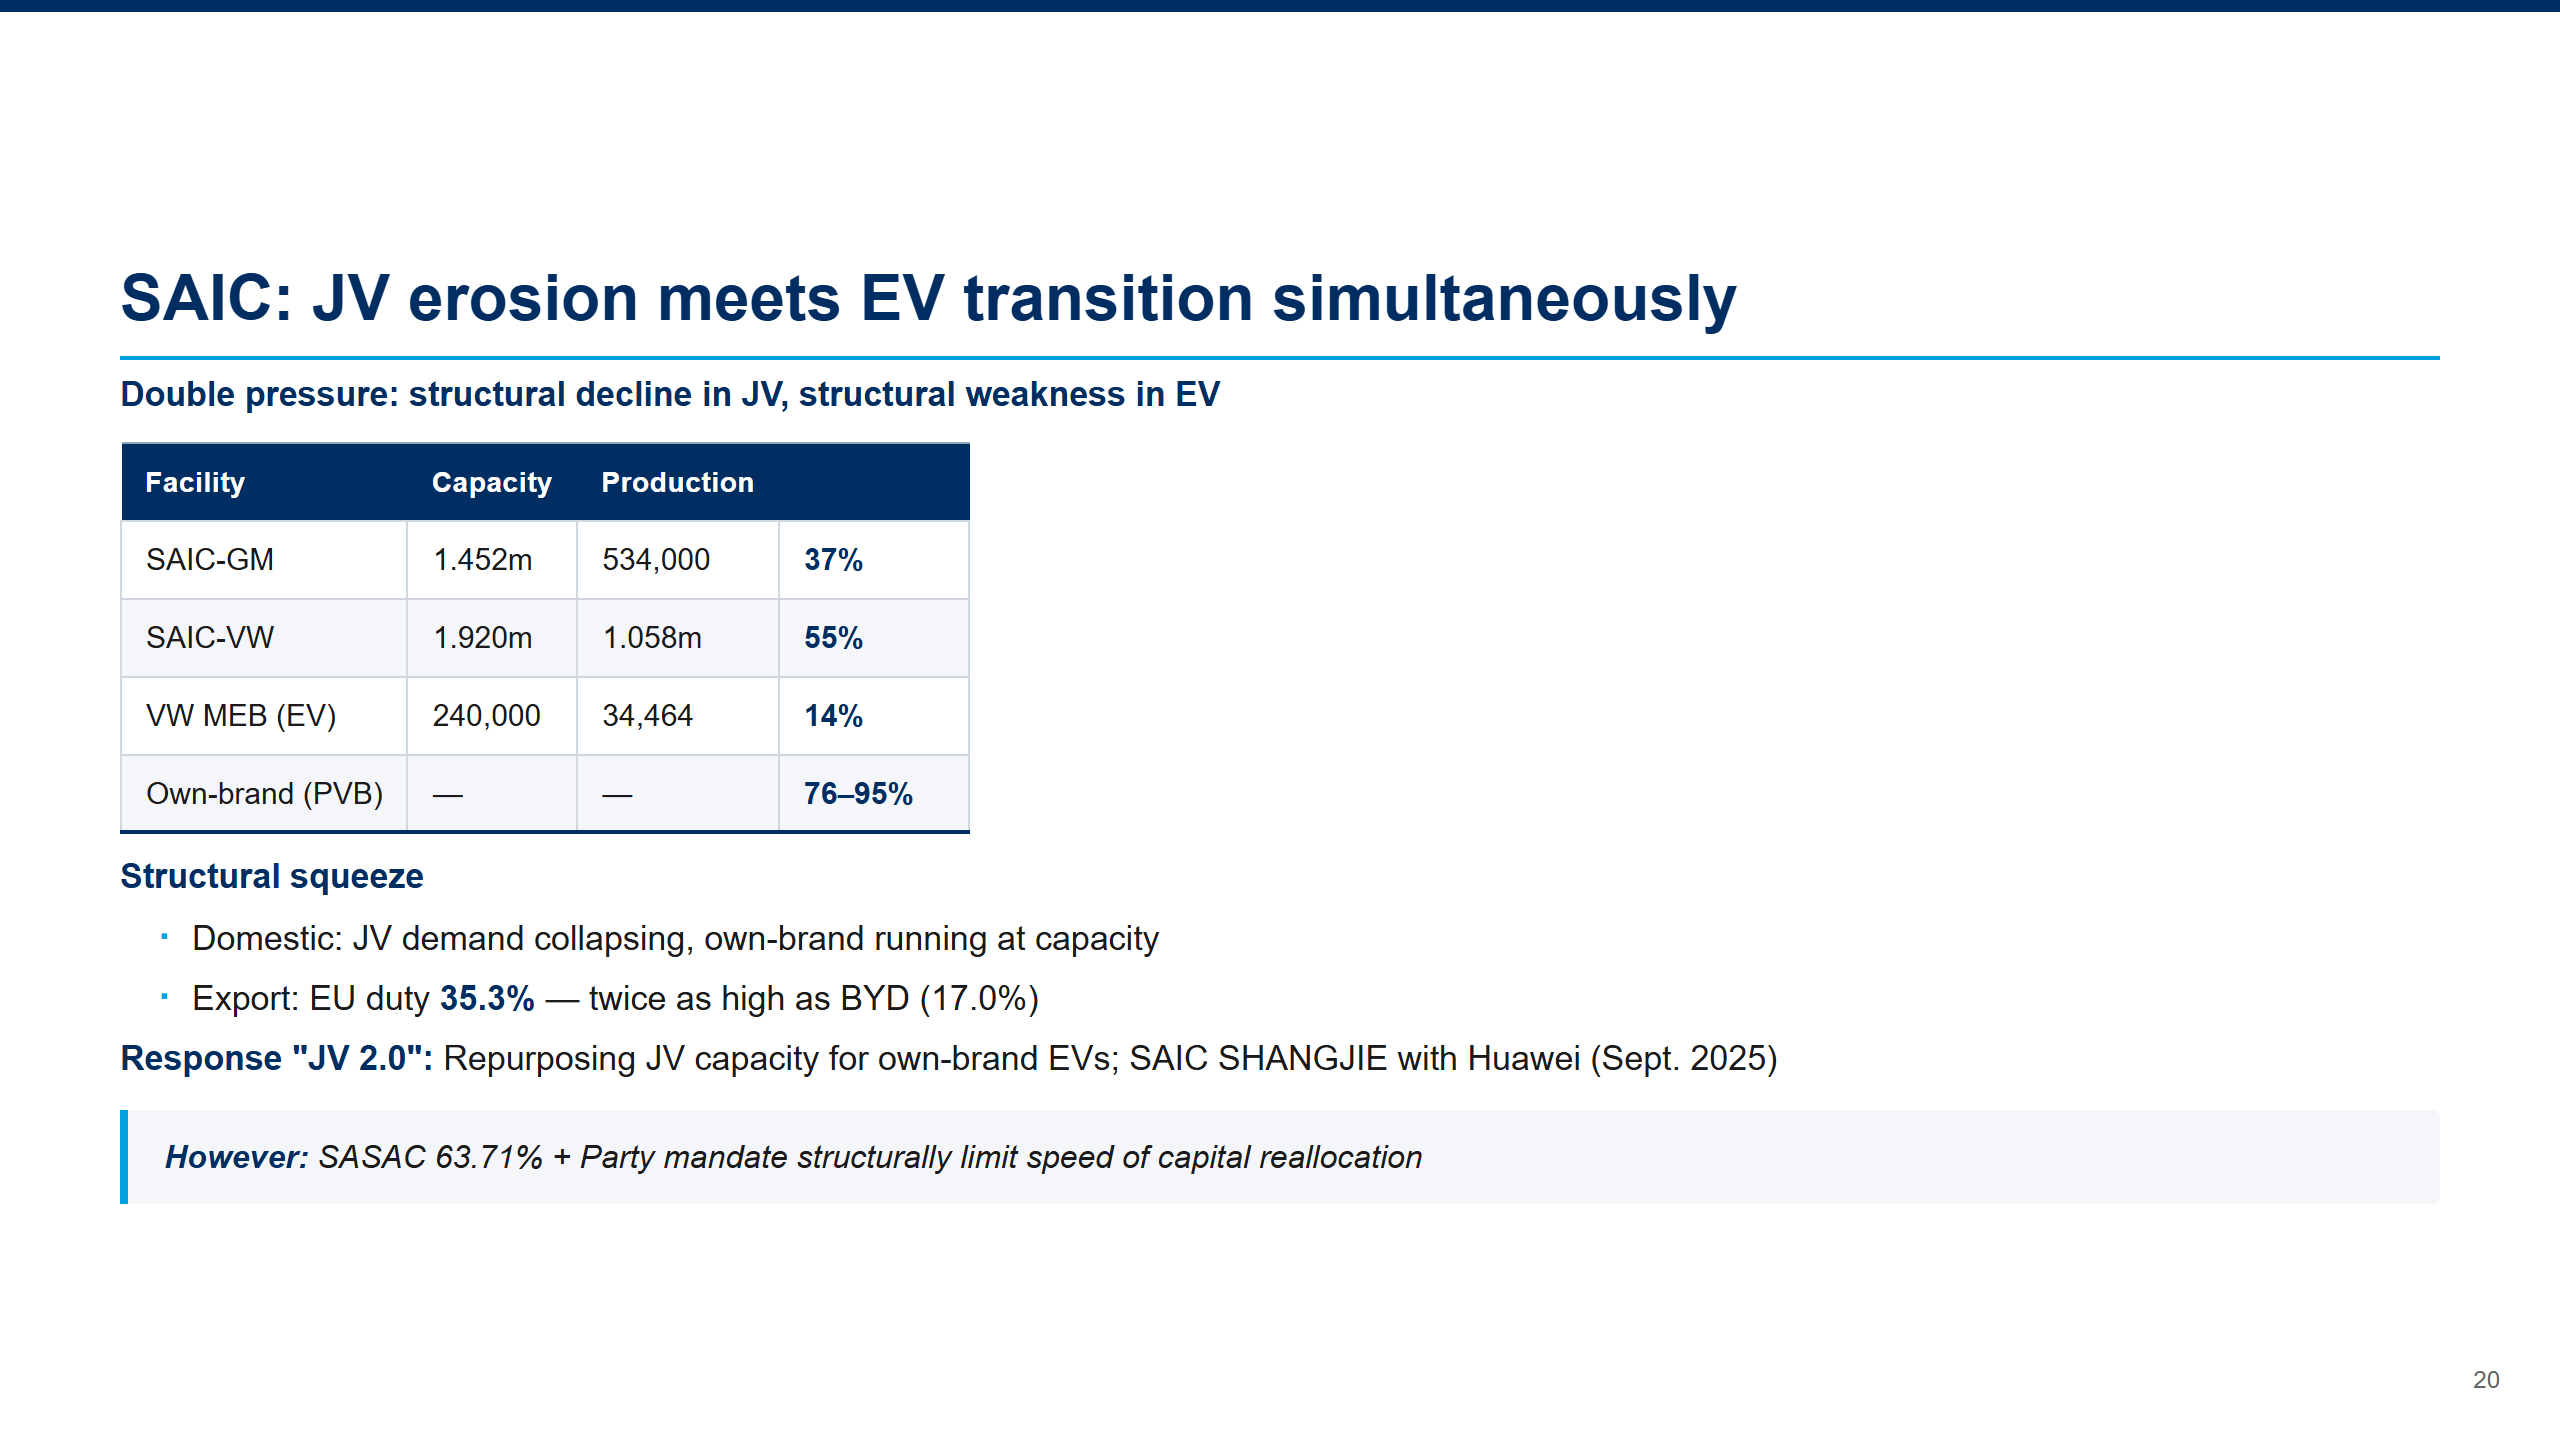 SAIC: JV erosion meets EV transition simultaneously
Double pressure: structural decline in JV, structural weakness in EV
Facility Capacity Production
SAIC-GM 1.452m 534,000 37%
SAIC-VW 1.920m 1.058m 55%
VW MEB (EV) 240,000 34,464 14%
Own-brand (PVB) — — 76–95%
Structural squeeze
▪ Domestic: JV demand collapsing, own-brand running at capacity
▪ Export: EU duty 35.3% — twice as high as BYD (17.0%)
Response "JV 2.0": Repurposing JV capacity for own-brand EVs; SAIC SHANGJIE with Huawei (Sept. 2025)
However: SASAC 63.71% + Party mandate structurally limit speed of capital reallocation
20